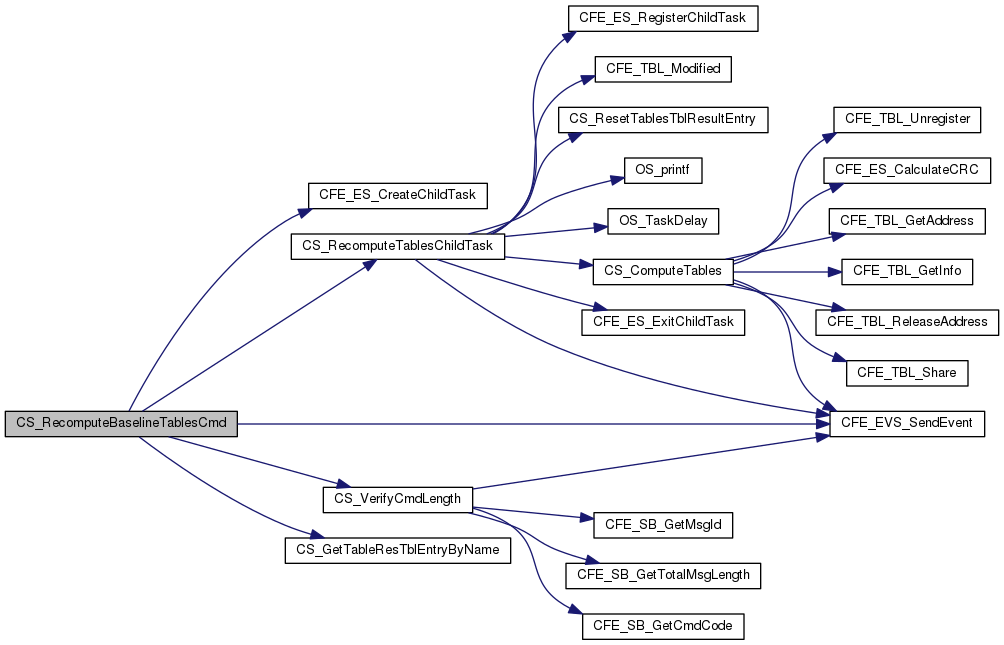 CFE_ES_RegisterChildTask
CFE_TBL_Modified
CS_ResetTablesTblResultEntry
CFE_TBL_Unregister
OS_printf
CFE_ES_CalculateCRC
CFE_ES_CreateChildTask
OS_TaskDelay
CFE_TBL_GetAddress
CS_RecomputeTablesChildTask
CS_ComputeTables
CFE_TBL_GetInfo
CFE_ES_ExitChildTask
CFE_TBL_ReleaseAddress
CFE_TBL_Share
CS_RecomputeBaselineTablesCmd
CFE_EVS_SendEvent
CS_VerifyCmdLength
CFE_SB_GetMsgId
CS_GetTableResTblEntryByName
CFE_SB_GetTotalMsgLength
CFE_SB_GetCmdCode